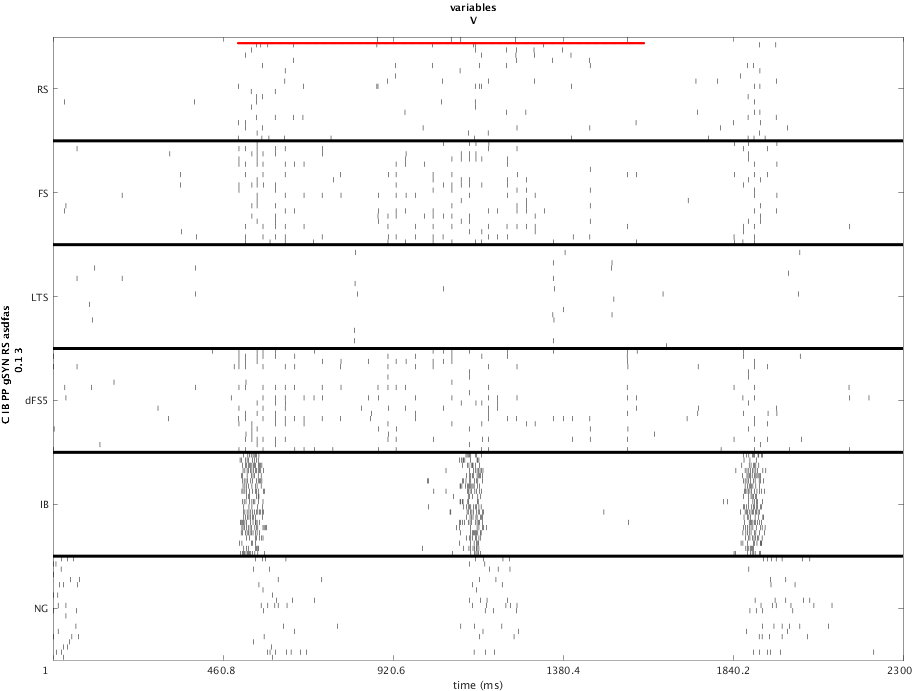 variables
V
RS
FS
LTS
dFS5
IB
NG
C IB PP gSYN RS asdfas
0.1 3
1
460.8
920.6
1380.4
1840.2
2300
time (ms)